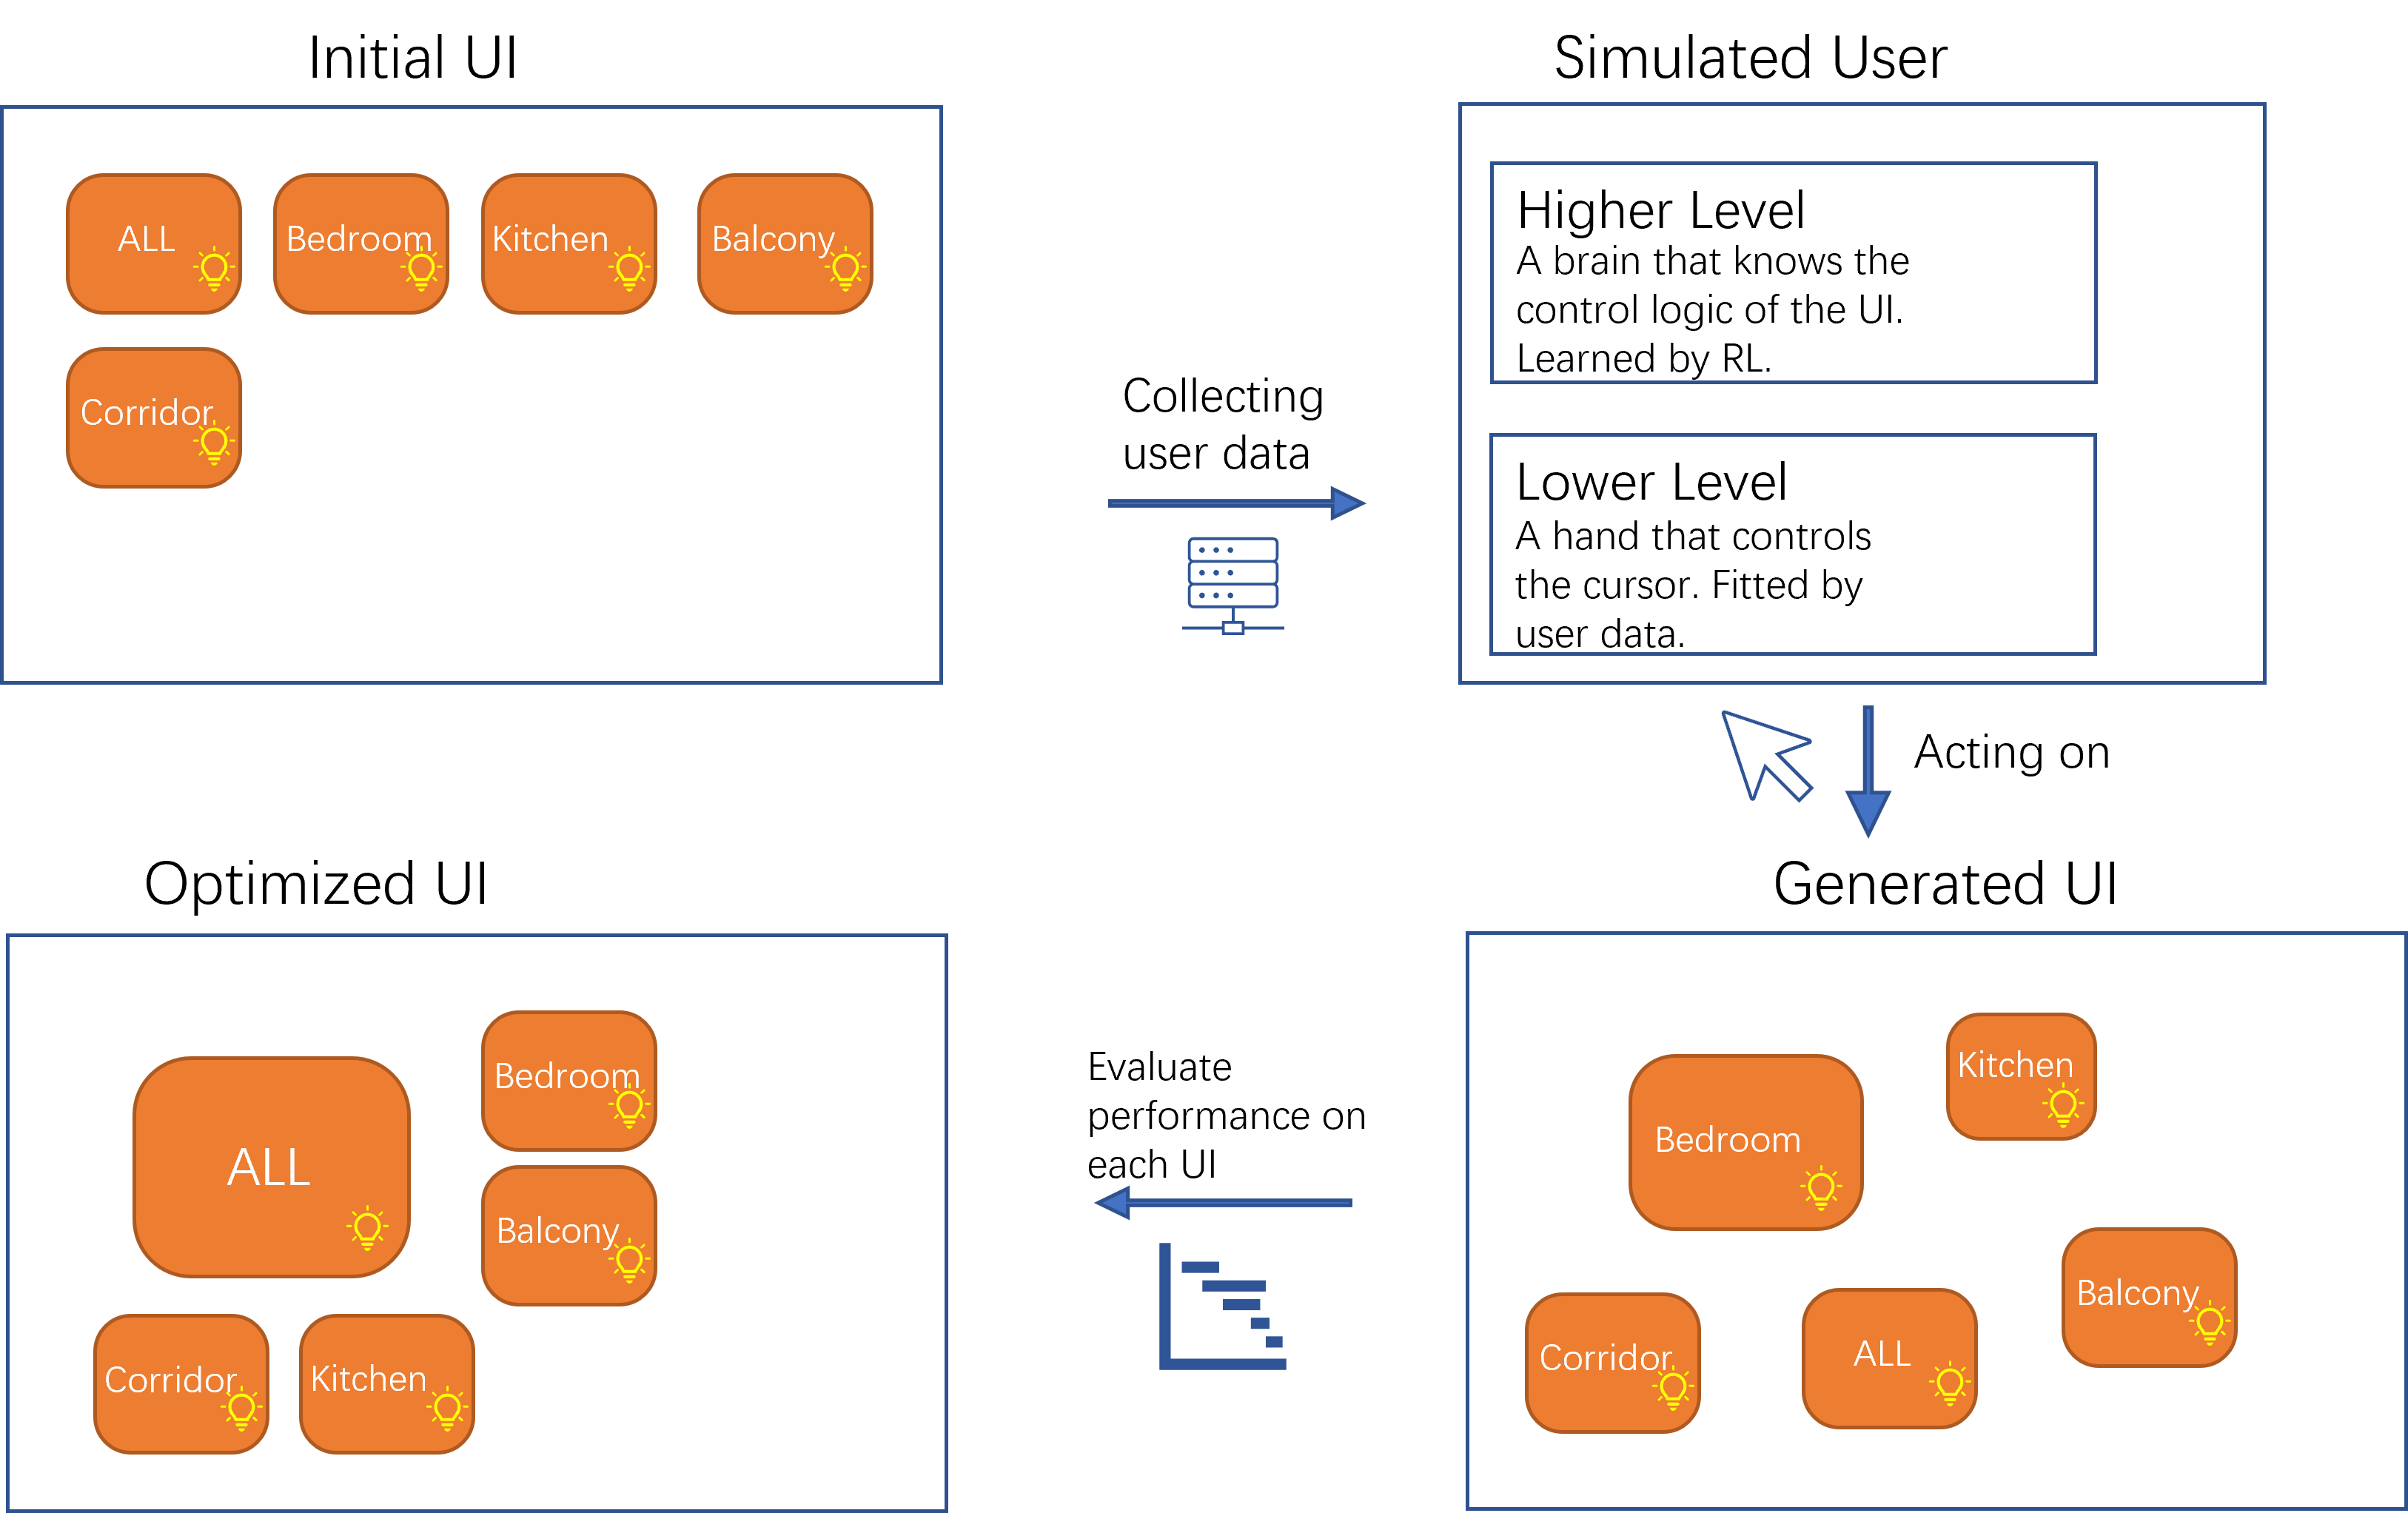 Initial UI
ALL
Bedroom
Kitchen
Balcony
Corridor
Collecting
user data
Simulated User
Higher Level
A brain that knows the
control logic of the UI.
Learned by RL.
Lower Level
A hand that controls
the cursor. Fitted by
user data.
Acting on
Generated UI
Kitchen
Bedroom
Balcony
Corridor
ALL
Evaluate
performance on
each UI
Optimized UI
Bedroom
ALL
Balcony
Corridor
Kitchen